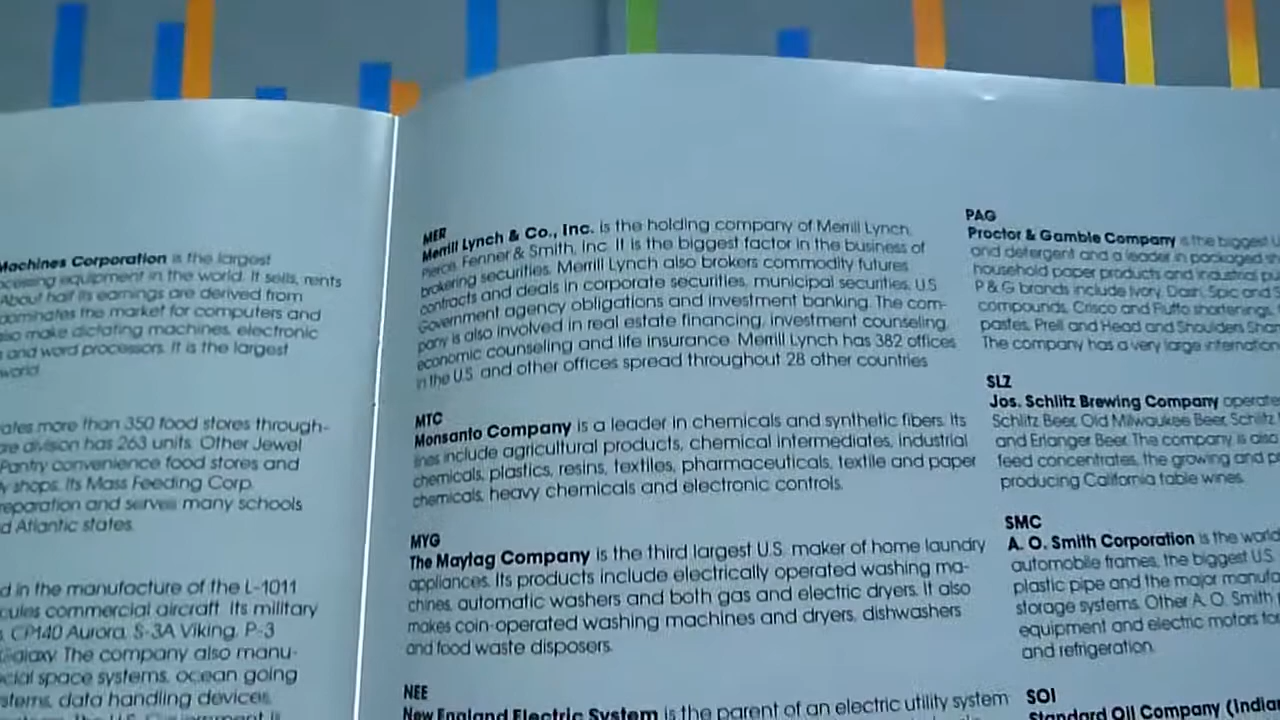 Machines Corporation is the largest
equipment in the world. It sells, rents
About half its earnings are derived from
dominates the market for computers and
make dictating machines, electronic
and word processors. It is the largest
world.
more than 350 food stores through-
division has 263 units. Other Jewel
Pantry convenience food stores and
shops. Its Mass Feeding Corp.
and serves many schools
Atlantic states.
in the manufacture of the L-1011
commercial aircraft. Its military
CP140 Aurora, S-3A Viking, P-3
Galaxy. The company also manu-
space systems, ocean going
data handling devices,
MER
Merrill Lynch & Co., Inc. is the holding company of Merrill Lynch,
Pierce, Fenner & Smith, Inc. It is the biggest factor in the business of
brokering securities. Merrill Lynch also brokers commodity futures
contracts and deals in corporate securities, municipal securities, U.S.
Government agency obligations and investment banking. The com-
pany is also involved in real estate financing, investment counseling,
economic counseling and life insurance. Merrill Lynch has 382 offices
in the U.S. and other offices spread throughout 28 other countries
MTC
Monsanto Company is a leader in chemicals and synthetic fibers. Its
lines include agricultural products, chemical intermediates, industrial
chemicals, plastics, resins, textiles, pharmaceuticals, textile and paper
chemicals, heavy chemicals and electronic controls.
MYG
The Maytag Company is the third largest U.S. maker of home laundry
appliances. Its products include electrically operated washing ma-
chines, automatic washers and both gas and electric dryers. It also
makes coin-operated washing machines and dryers, dishwashers
and food waste disposers.
NEE
New England Electric System is the parent of an electric utility system
PAG
Proctor & Gamble Company is the biggest
and detergent and a leader in packaged
household paper products and industrial
P & G brands include Ivory, Dash, Spic and
compounds, Crisco and Fluffo shortenings,
pastes, Prell and Head and Shoulders
The company has a very large
SLZ
Jos. Schlitz Brewing Company
Schlitz Beer, Old Milwaukee Beer, Schlitz
and Erlanger Beer. The company is also
feed concentrates, the growing and
producing California table wines.
SMC
A. O. Smith Corporation is the
automobile frames, the biggest U.S.
plastic pipe and the major
storage systems. Other A. O. Smith
equipment and electric motors for
and refrigeration.
SOI
Standard Oil Company